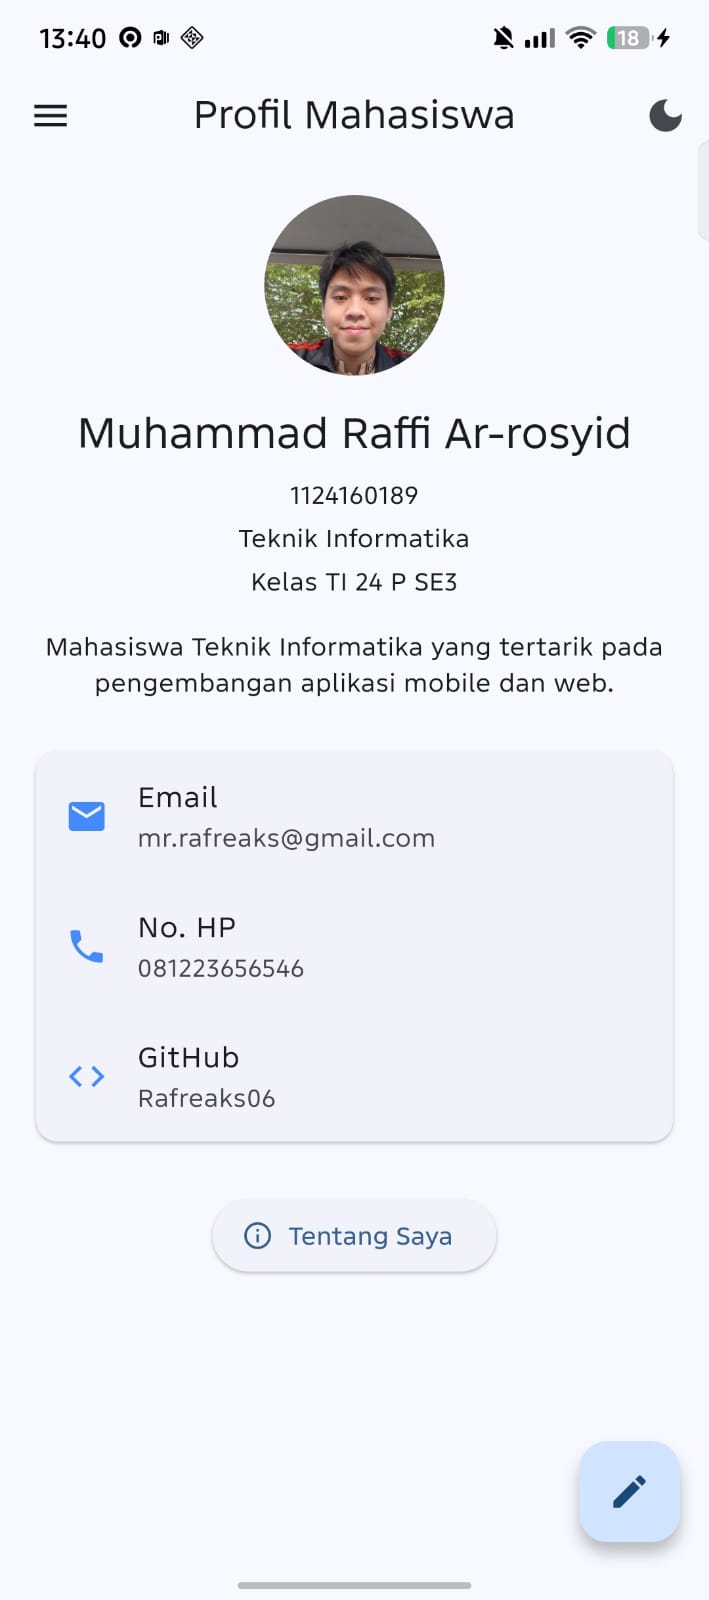 13:40
18
Profil Mahasiswa
Muhammad Raffi Ar-rosyid
1124160189
Teknik Informatika
Kelas TI 24 P SE3
Mahasiswa Teknik Informatika yang tertarik pada
pengembangan aplikasi mobile dan web.
Email
mr.rafreaks@gmail.com
No. HP
081223656546
GitHub
Rafreaks06
Tentang Saya